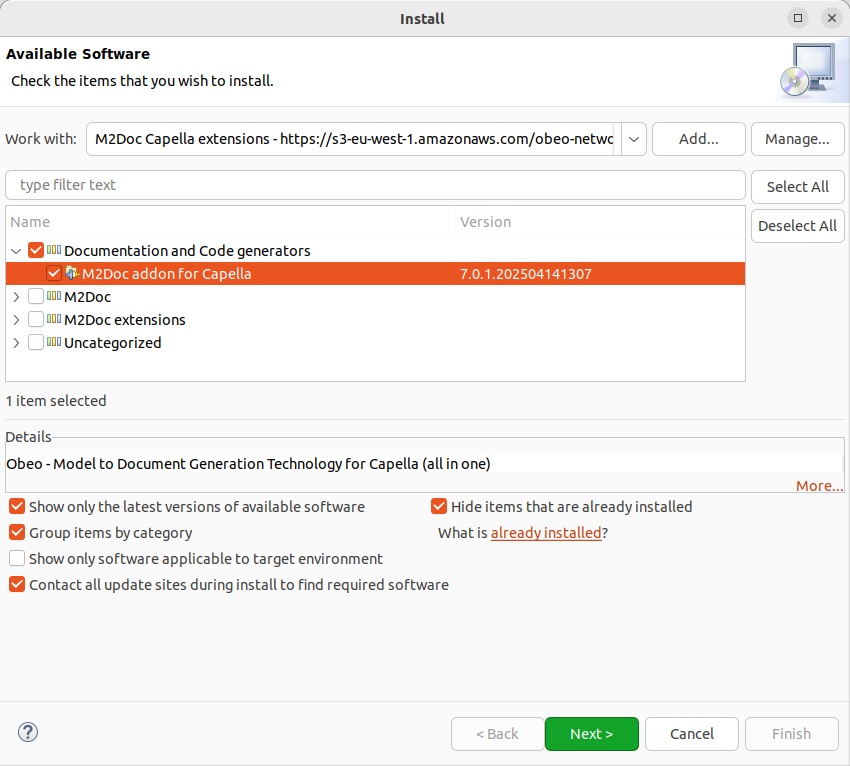 Install
Available Software
Check the items that you wish to install.
Work with: M2Doc Capella extensions - https://s3-eu-west-1.amazonaws.com/obeo-netwo Add... Manage...
type filter text Select All
Deselect All
Name Version
Documentation and Code generators
M2Doc addon for Capella 7.0.1.202504141307
M2Doc
M2Doc extensions
Uncategorized
1 item selected
Details
Obeo - Model to Document Generation Technology for Capella (all in one)
More...
Show only the latest versions of available software Hide items that are already installed
Group items by category What is already installed?
Show only software applicable to target environment
Contact all update sites during install to find required software
? < Back Next > Cancel Finish